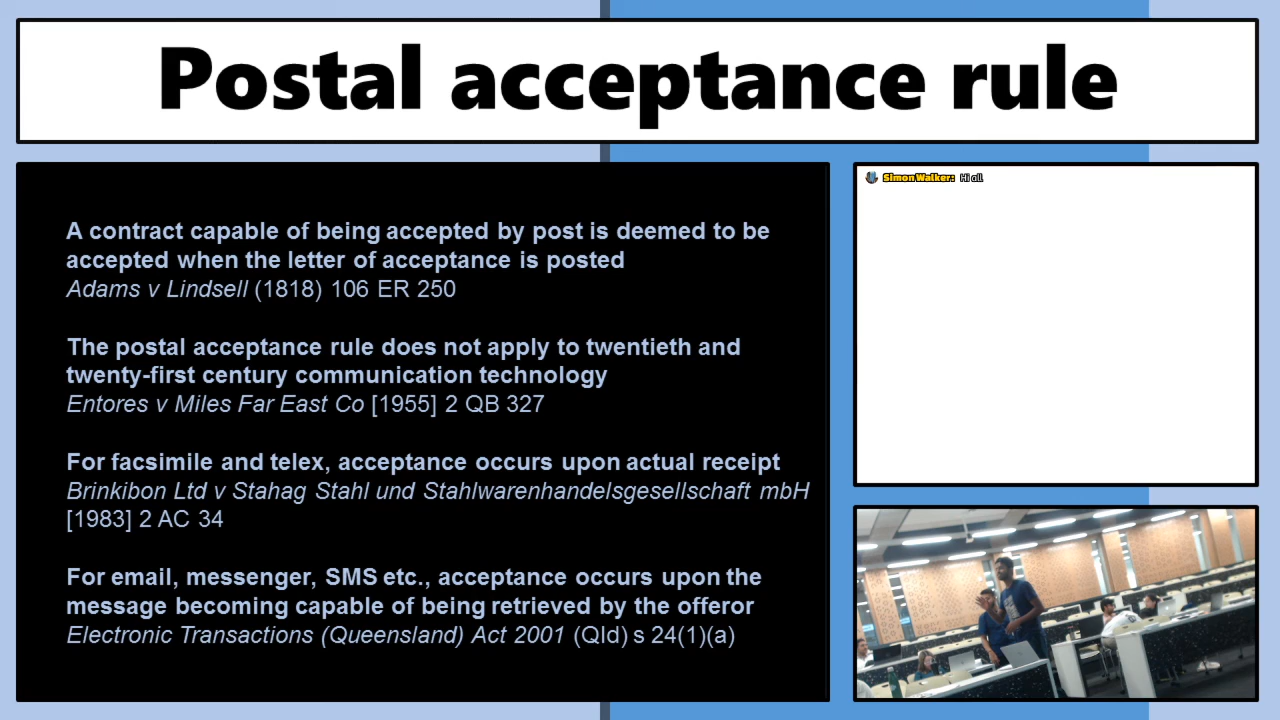 Postal acceptance rule
A contract capable of being accepted by post is deemed to be
accepted when the letter of acceptance is posted
Adams v Lindsell (1818) 106 ER 250
The postal acceptance rule does not apply to twentieth and
twenty-first century communication technology
Entores v Miles Far East Co [1955] 2 QB 327
For facsimile and telex, acceptance occurs upon actual receipt
Brinkibon Ltd v Stahag Stahl und Stahlwarenhandelsgesellschaft mbH
[1983] 2 AC 34
For email, messenger, SMS etc., acceptance occurs upon the
message becoming capable of being retrieved by the offeror
Electronic Transactions (Queensland) Act 2001 (Qld) s 24(1)(a)
Simon Walker: Hi all